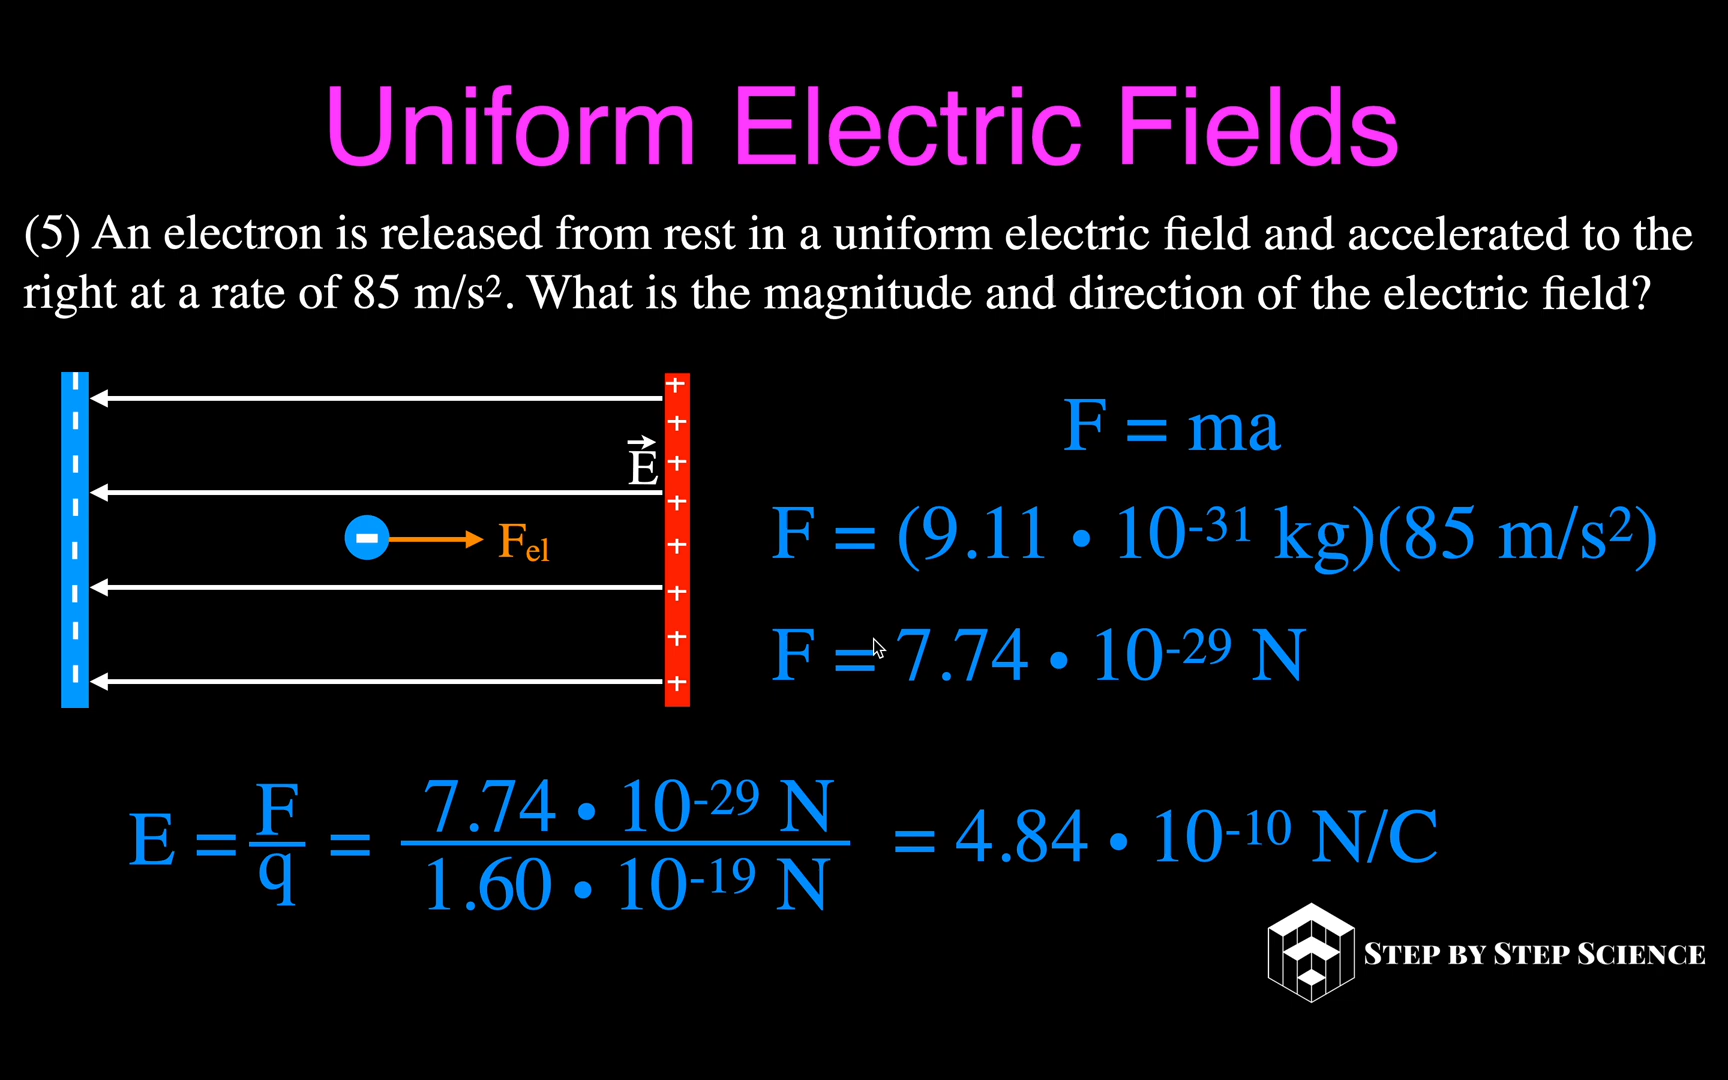 Uniform Electric Fields
(5) An electron is released from rest in a uniform electric field and accelerated to the
right at a rate of 85 m/s². What is the magnitude and direction of the electric field?
E⃗
F_el
F = ma
F = (9.11 • 10⁻³¹ kg)(85 m/s²)
F = 7.74 • 10⁻²⁹ N
E = F/q = 7.74 • 10⁻²⁹ N / 1.60 • 10⁻¹⁹ N = 4.84 • 10⁻¹⁰ N/C
STEP BY STEP SCIENCE